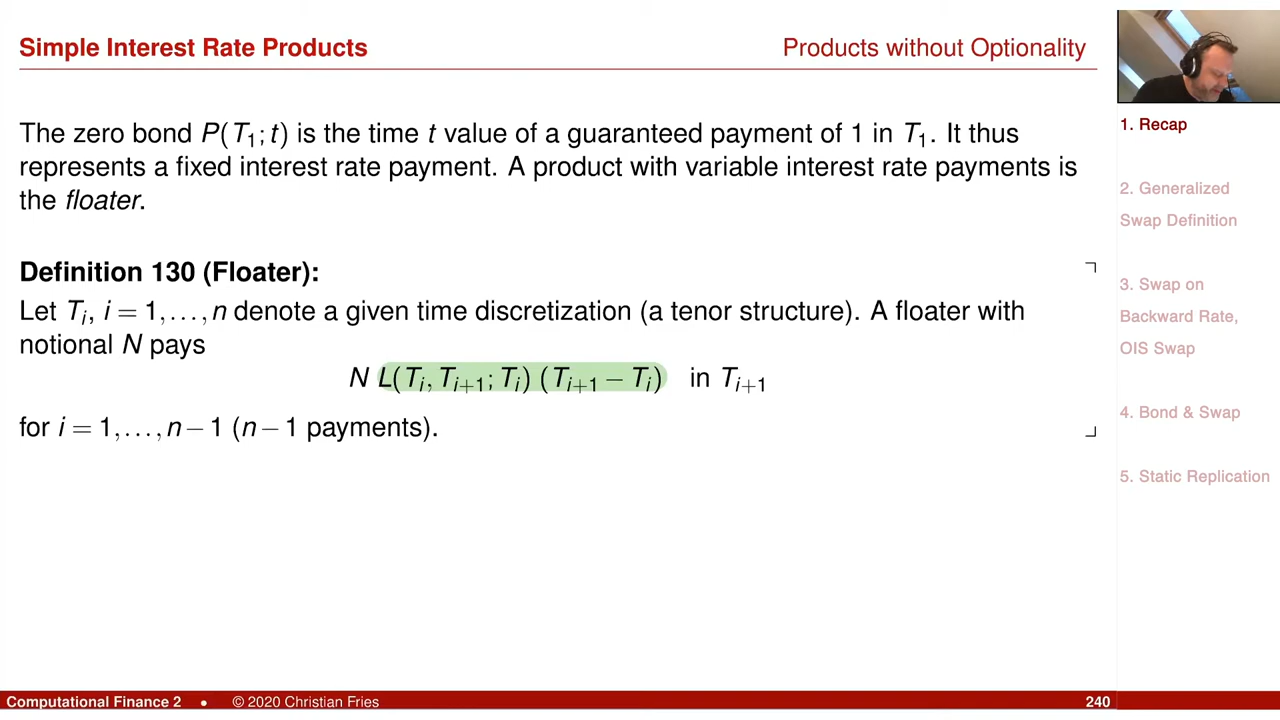 Simple Interest Rate Products
Products without Optionality
The zero bond P(T₁; t) is the time t value of a guaranteed payment of 1 in T₁. It thus
represents a fixed interest rate payment. A product with variable interest rate payments is
the floater.
Definition 130 (Floater):
Let Tᵢ, i = 1,…,n denote a given time discretization (a tenor structure). A floater with
notional N pays
N L(Tᵢ, Tᵢ₊₁; Tᵢ) (Tᵢ₊₁ − Tᵢ) in Tᵢ₊₁
for i = 1,…,n − 1 (n − 1 payments).
1. Recap
2. Generalized
Swap Definition
3. Swap on
Backward Rate,
OIS Swap
4. Bond & Swap
5. Static Replication
Computational Finance 2 • © 2020 Christian Fries
240